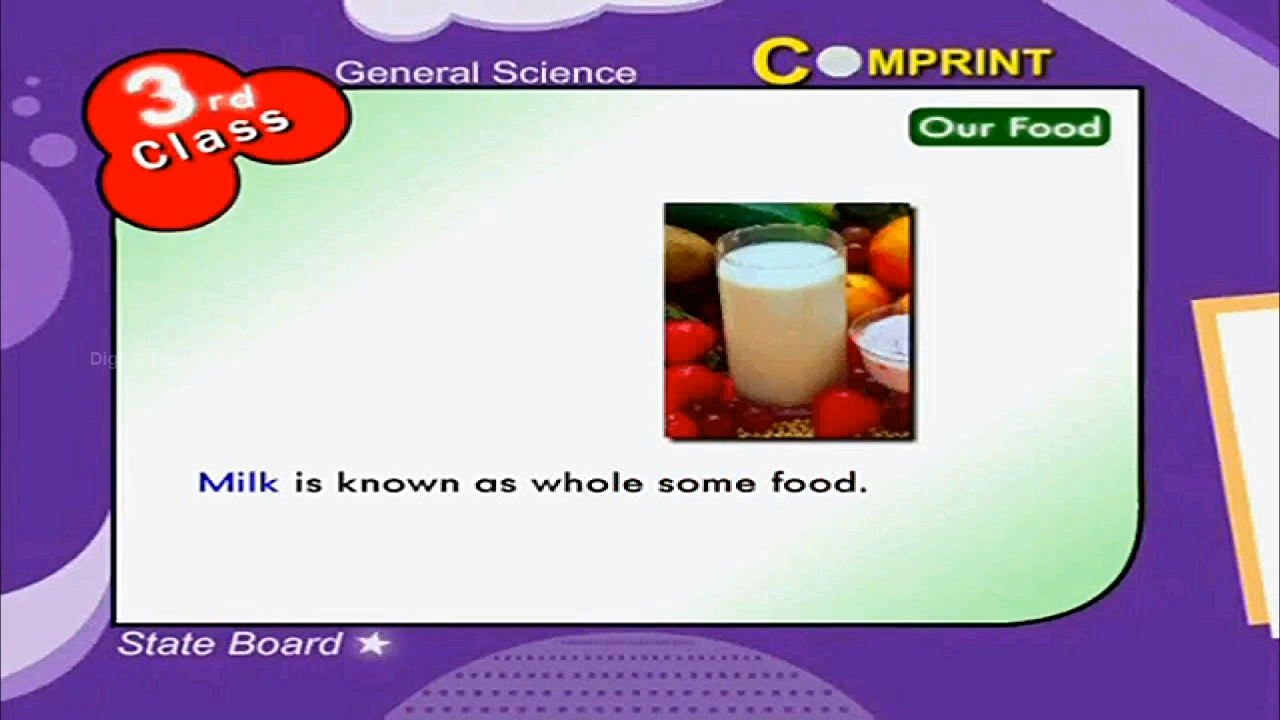 General Science
COMPRINT
3rd
Class
Our Food
Milk is known as whole some food.
State Board